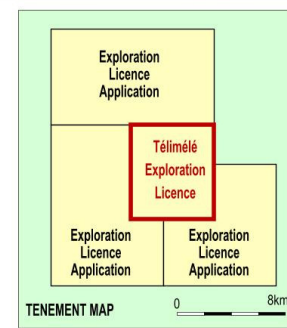 Exploration
Licence
Application
Télimélé
Exploration
Licence
Exploration
Licence
Application
Exploration
Licence
Application
TENEMENT MAP
0 8km